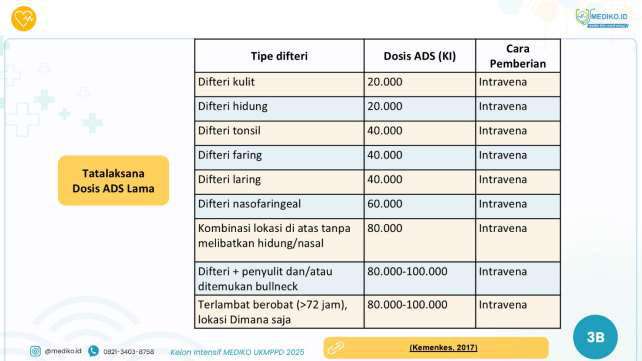 MEDIKO.ID
Tipe difteri
Dosis ADS (KI)
Cara
Pemberian
Difteri kulit
20.000
Intravena
Difteri hidung
20.000
Intravena
Difteri tonsil
40.000
Intravena
Difteri faring
40.000
Intravena
Difteri laring
40.000
Intravena
Difteri nasofaringeal
60.000
Intravena
Kombinasi lokasi di atas tanpa
melibatkan hidung/nasal
80.000
Intravena
Difteri + penyulit dan/atau
ditemukan bullneck
80.000-100.000
Intravena
Terlambat berobat (>72 jam),
lokasi Dimana saja
80.000-100.000
Intravena
Tatalaksana
Dosis ADS Lama
@mediko.id
0821-3403-8758
Kelon Intensif MEDIKO UKMPPD 2025
(Kemenkes, 2017)
3B